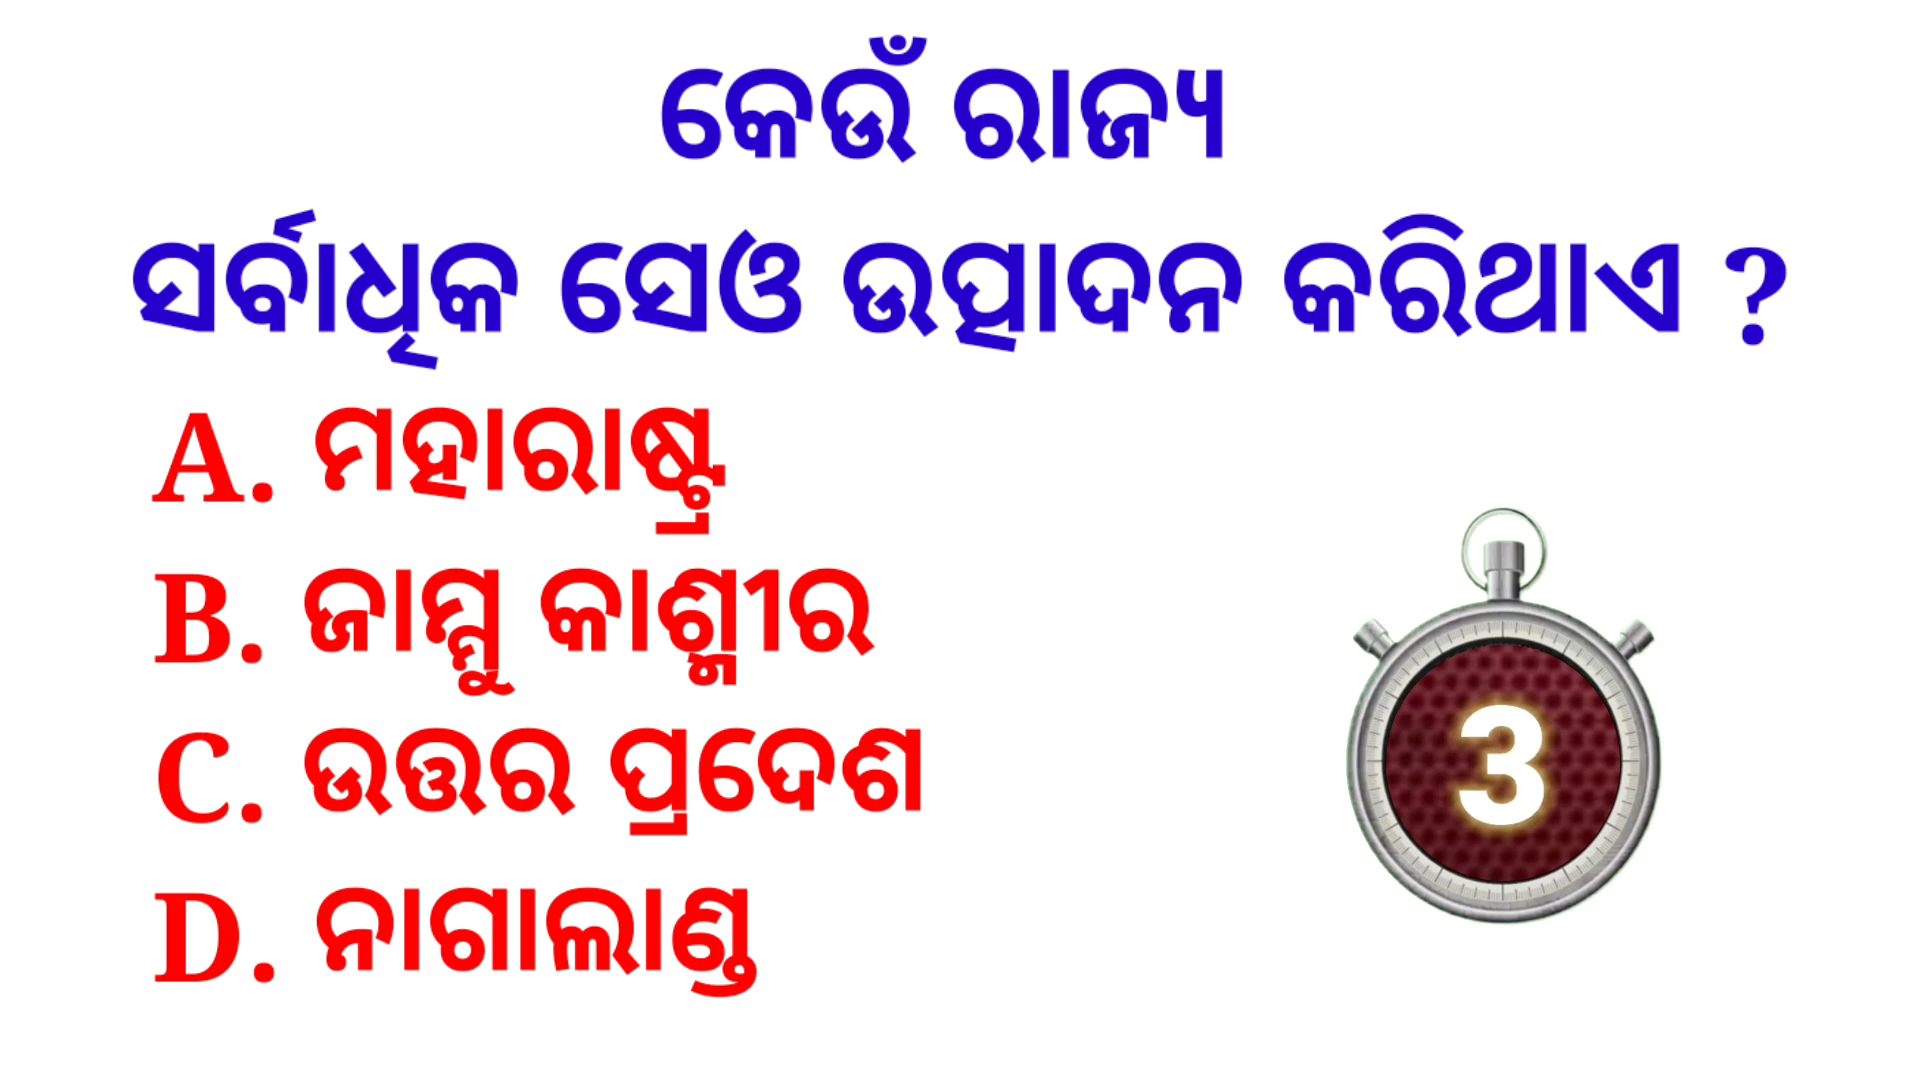 କେଉଁ ରାଜ୍ୟ
ସର୍ବାଧିକ ସେଓ ଉତ୍ପାଦନ କରିଥାଏ ?
A. ମହାରାଷ୍ଟ୍ର
B. ଜାମ୍ମୁ କାଶ୍ମୀର
C. ଉତ୍ତର ପ୍ରଦେଶ
D. ନାଗାଲାଣ୍ଡ
3